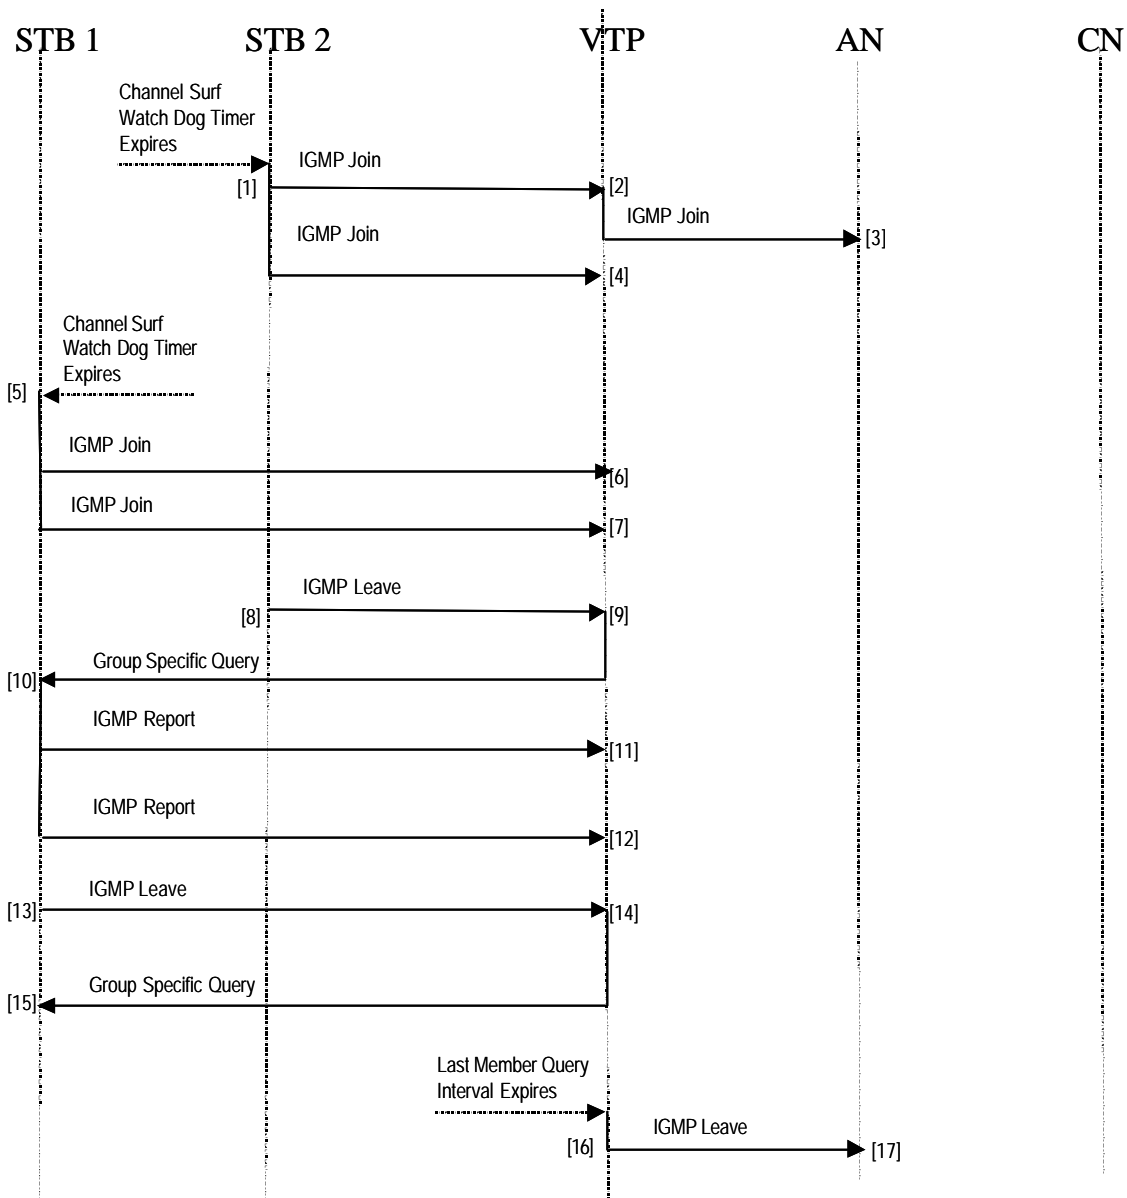 STB 1
STB 2
VTP
AN
CN
Channel Surf
Watch Dog Timer
Expires
IGMP Join
[1]
[2]
IGMP Join
[3]
IGMP Join
[4]
Channel Surf
Watch Dog Timer
Expires
[5]
IGMP Join
[6]
IGMP Join
[7]
IGMP Leave
[8]
[9]
Group Specific Query
[10]
IGMP Report
[11]
IGMP Report
[12]
IGMP Leave
[13]
[14]
Group Specific Query
[15]
Last Member Query
Interval Expires
IGMP Leave
[16]
[17]